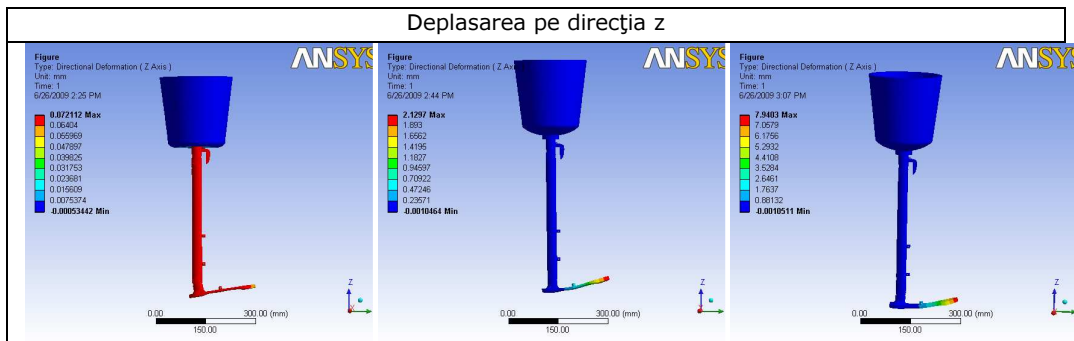 Deplasarea pe direcţia z
Figure
Type: Directional Deformation ( Z Axis )
Unit: mm
Time: 1
6/26/2009 2:25 PM
0.072112 Max
0.06404
0.055969
0.047897
0.039825
0.031753
0.023681
0.015609
0.0075374
-0.00053442 Min
ANSYS
Z
X
0.00
300.00 (mm)
150.00
Figure
Type: Directional Deformation ( Z Axis )
Unit: mm
Time: 1
6/26/2009 2:44 PM
2.1297 Max
1.893
1.6562
1.4195
1.1827
0.94597
0.70922
0.47246
0.23571
-0.0010464 Min
ANSYS
Z
0.00
300.00 (mm)
150.00
Figure
Type: Directional Deformation ( Z Axis )
Unit: mm
Time: 1
6/26/2009 3:07 PM
7.9403 Max
7.0579
6.1756
5.2932
4.4108
3.5284
2.6461
1.7637
0.88132
-0.0010511 Min
ANSYS
Z
0.00
300.00 (mm)
150.00